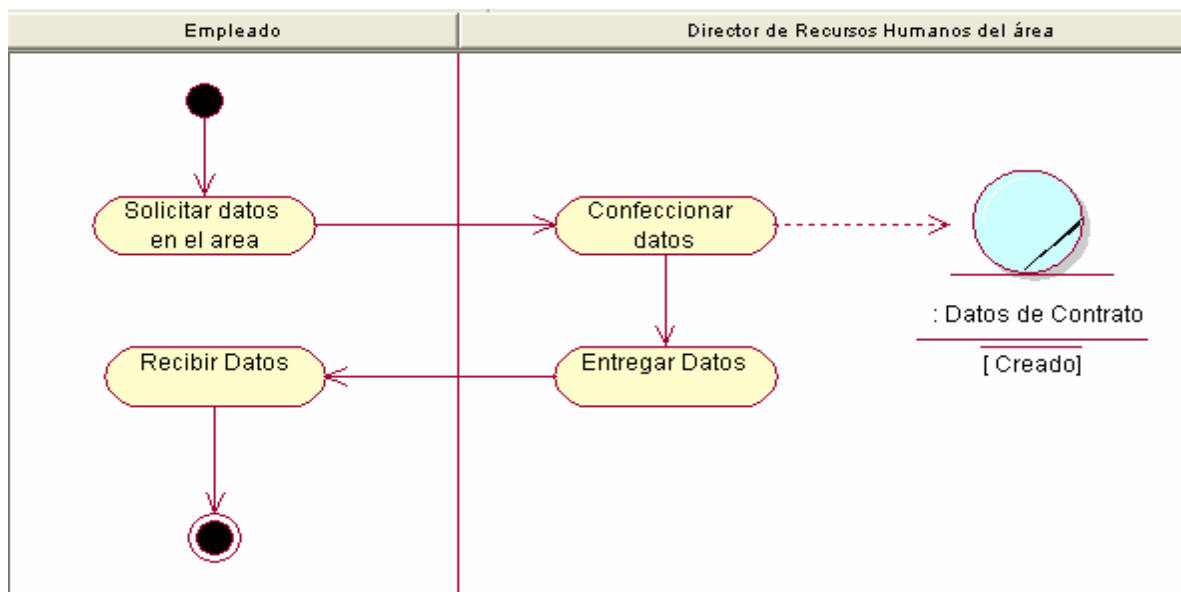 Empleado
Director de Recursos Humanos del área
Solicitar datos
en el area
Confeccionar
datos
: Datos de Contrato
[ Creado]
Recibir Datos
Entregar Datos